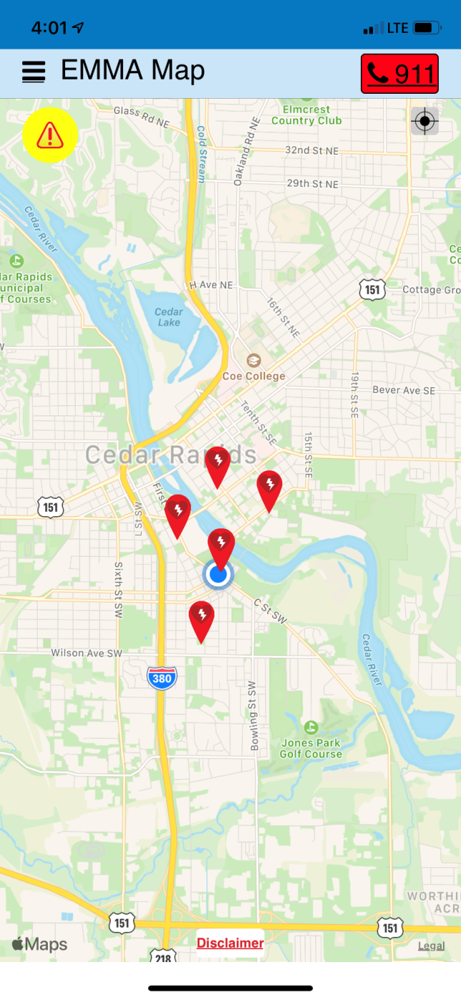 4:01
LTE
EMMA Map
911
Glass Rd NE
Elmcrest
Country Club
Cold Stream
Oakland Rd NE
32nd St NE
29th St NE
Cedar River
lar Rapids
unicipal
f Courses
Ce
Cc
H Ave NE
151
Cottage Gro
16th St NE
Cedar
Lake
Coe College
19th St SE
Bever Ave SE
Tenth St SE
15th St SE
Cedar Rapids
First
151
L St SW
Sixth St SW
C St SW
Wilson Ave SW
Cedar River
380
Bowling St SW
Jones Park
Golf Course
WORTHI
ACR
151
151
Maps
Disclaimer
Legal
218